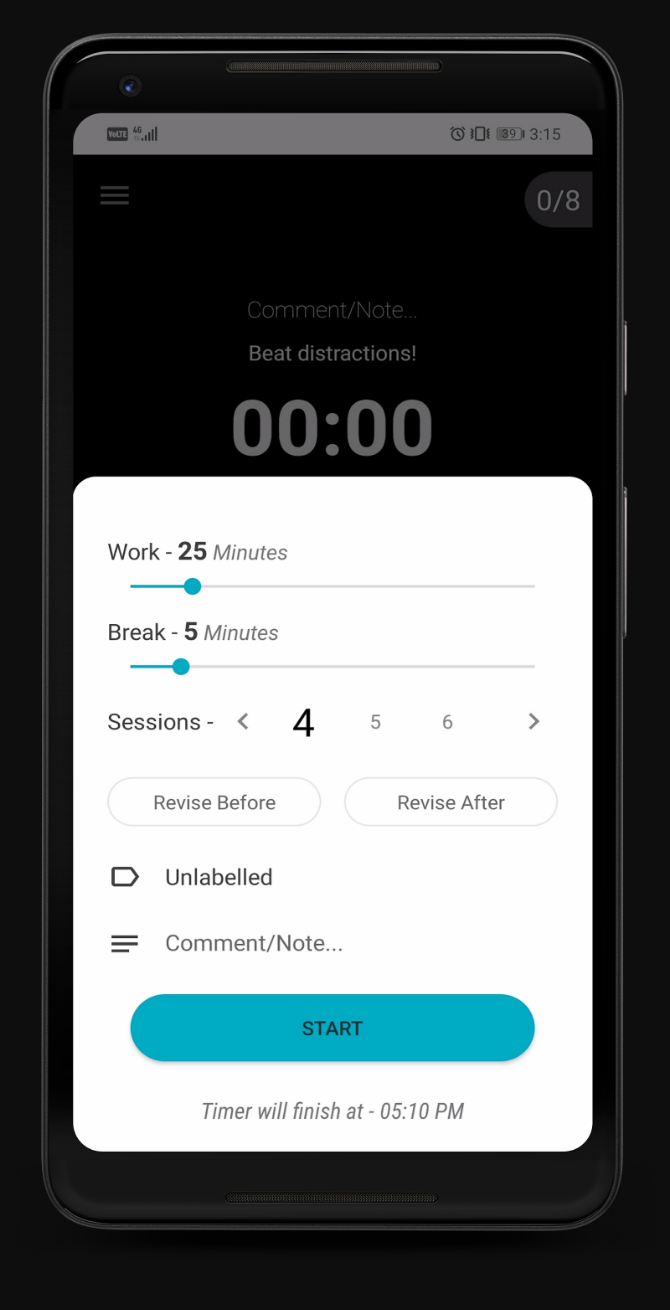 VoLTE 4G 39 3:15
0/8
Comment/Note...
Beat distractions!
00:00
Work - 25 Minutes
Break - 5 Minutes
Sessions - 4 5 6
Revise Before Revise After
Unlabelled
Comment/Note...
START
Timer will finish at - 05:10 PM